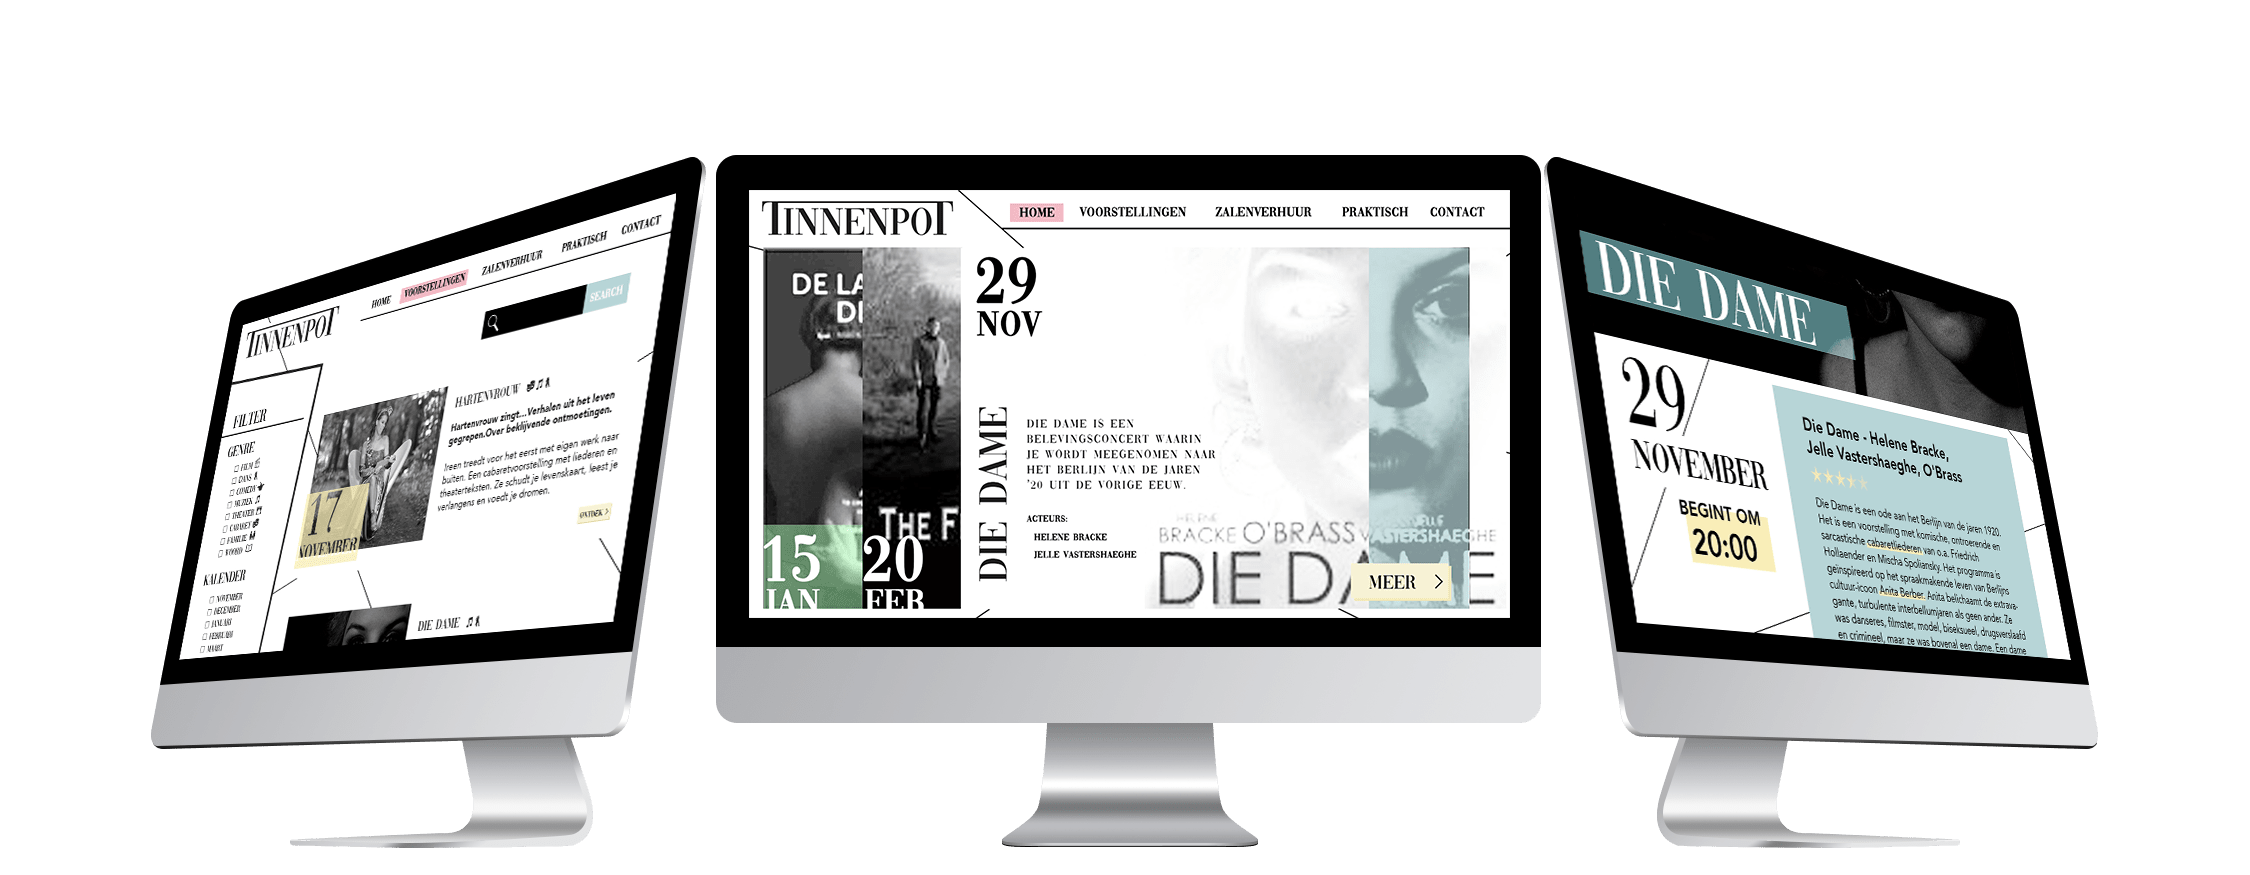 TINNENPOT
HOME
VOORSTELLINGEN
ZALENVERHUUR
PRAKTISCH
CONTACT
SEARCH
FILTER
GENRE
FILM
DANS
COMEDY
MUZIEK
THEATER
CABARET
FAMILIE
WOORD
KALENDER
NOVEMBER
DECEMBER
JANUARI
FEBRUARI
MAART
17
NOVEMBER
HARTENVROUW
Hartenvrouw zingt...Verhalen uit het leven
gegrepen.Over beklijvende ontmoetingen.
Ireen treedt voor het eerst met eigen werk naar
buiten. Een cabaretvoorstelling met liederen en
theaterteksten. Ze schudt je levenskaart, leest je
verlangens en voedt je dromen.
ONTDEK >
DIE DAME
TINNENPOT
HOME
VOORSTELLINGEN
ZALENVERHUUR
PRAKTISCH
CONTACT
DE LA
DI
15
JAN
THE F
20
FEB
29
NOV
DIE DAME
DIE DAME IS EEN
BELEVINGSCONCERT WAARIN
JE WORDT MEEGENOMEN NAAR
HET BERLIJN VAN DE JAREN
'20 UIT DE VORIGE EEUW.
ACTEURS:
HELENE BRACKE
JELLE VASTERSHAEGHE
HELENE
BRACKE O'BRASS VASTERSHAEGHE
DIE DAME
MEER >
DIE DAME
29
NOVEMBER
BEGINT OM
20:00
Die Dame - Helene Bracke,
Jelle Vastershaeghe, O'Brass
Die Dame is een ode aan het Berlijn van de jaren 1920.
Het is een voorstelling met komische, ontroerende en
sarcastische cabaretliederen van o.a. Friedrich
Hollaender en Mischa Spoliansky. Het programma is
geïnspireerd op het spraakmakende leven van Berlijns
cultuur-icoon Anita Berber. Anita belichaamt de extrava-
gante, turbulente interbellumjaren als geen ander. Ze
was danseres, filmster, model, biseksueel, drugsverslaafd
en crimineel, maar ze was bovenal een dame. Een dame